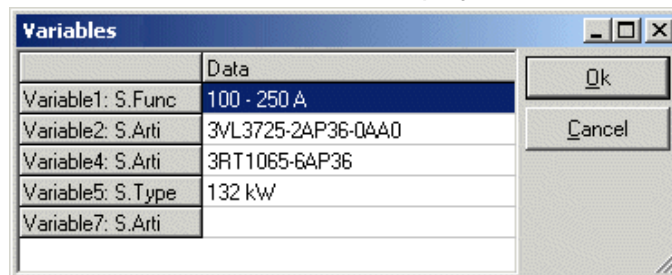 Variables
Data
Ok
Variable1: S.Func 100 - 250 A
Variable2: S.Arti 3VL3725-2AP36-0AA0
Cancel
Variable4: S.Arti 3RT1065-6AP36
Variable5: S.Type 132 kW
Variable7: S.Arti